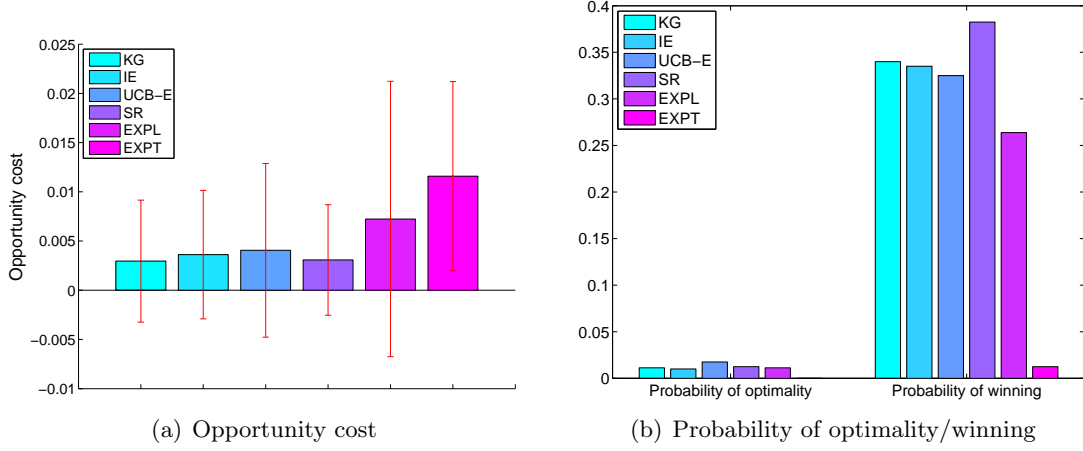 0.025
0.02
0.015
0.01
0.005
0
−0.005
−0.01
Opportunity cost
KG
IE
UCB−E
SR
EXPL
EXPT
(a) Opportunity cost
0.4
0.35
0.3
0.25
0.2
0.15
0.1
0.05
0
KG
IE
UCB−E
SR
EXPL
EXPT
Probability of optimality
Probability of winning
(b) Probability of optimality/winning